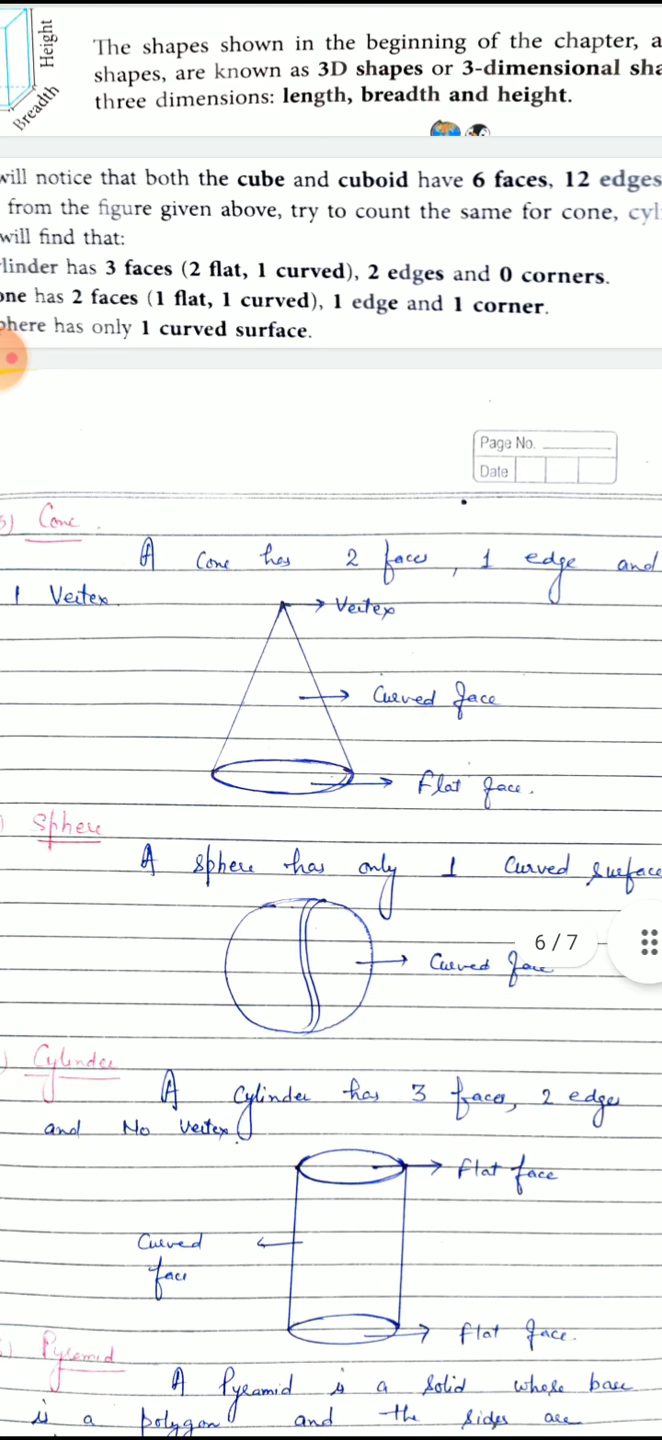 Height
Breadth
The shapes shown in the beginning of the chapter, a
shapes, are known as 3D shapes or 3-dimensional sha
three dimensions: length, breadth and height.
will notice that both the cube and cuboid have 6 faces, 12 edges
from the figure given above, try to count the same for cone, cyl
will find that:
linder has 3 faces (2 flat, 1 curved), 2 edges and 0 corners.
one has 2 faces (1 flat, 1 curved), 1 edge and 1 corner.
phere has only 1 curved surface.
Page No.
Date
3) Cone.
A Cone has 2 faces, 1 edge and
1 Vertex.
Vertex
Curved face
Flat face.
) Sphere
A sphere has only 1 Curved surface
6 / 7
Curved face
) Cylinder
A Cylinder has 3 faces, 2 edges
and No Vertex.
Flat face
Curved
face
Flat face.
) Pyramid
A Pyramid is a solid whose base
is a polygon and the sides are